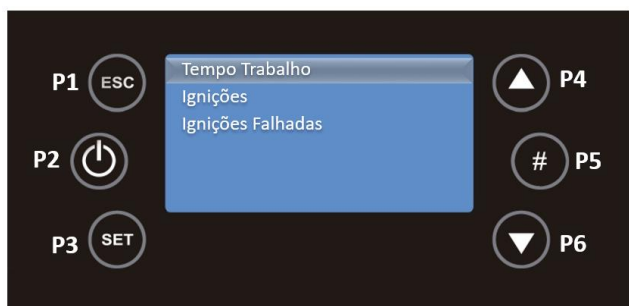 P1 ESC
Tempo Trabalho
Ignições
Ignições Falhadas
P4
P2
# P5
P3 SET
P6